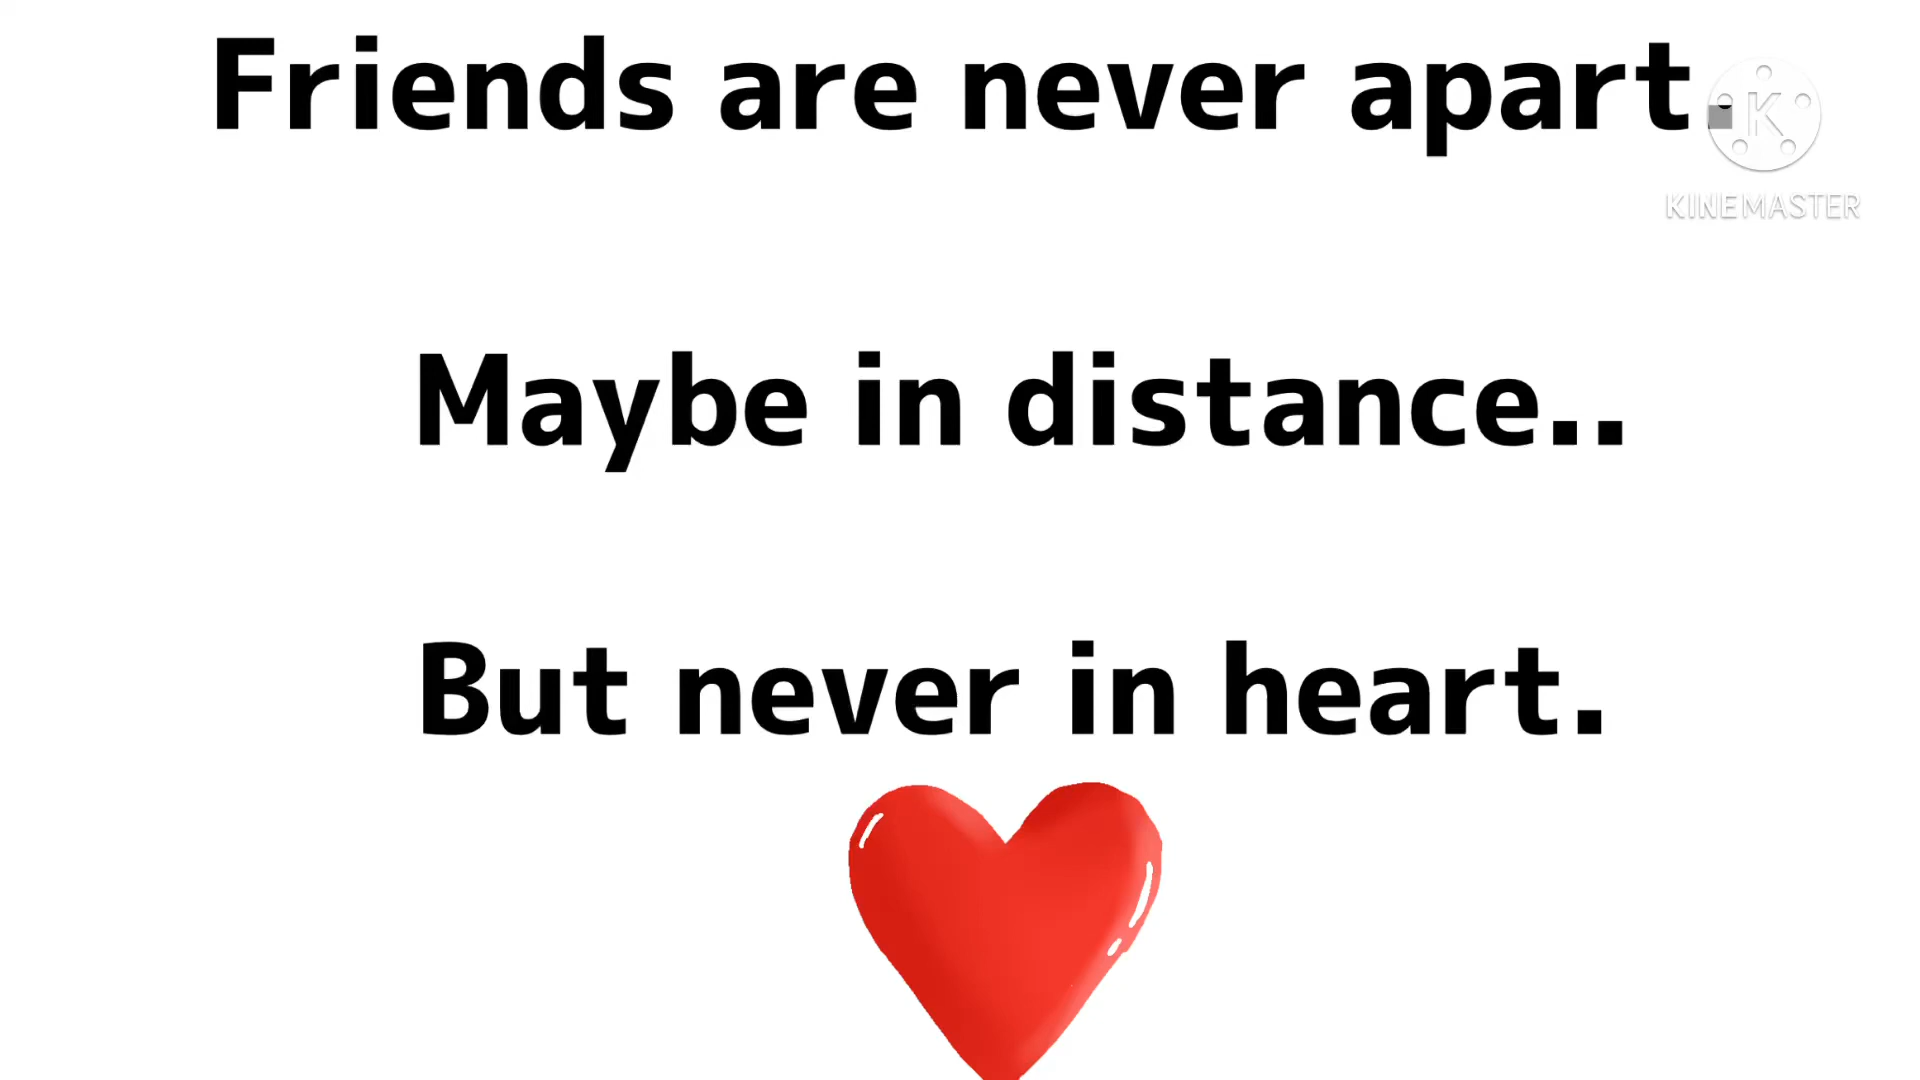 Friends are never apart.
K
KINEMASTER
Maybe in distance..
But never in heart.